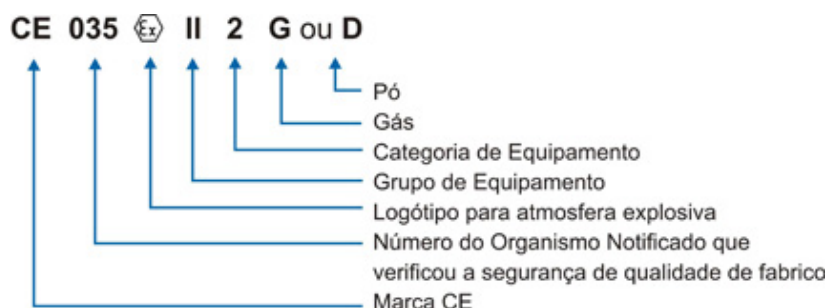 CE 035 Ex II 2 G ou D
Pó
Gás
Categoria de Equipamento
Grupo de Equipamento
Logótipo para atmosfera explosiva
Número do Organismo Notificado que
verificou a segurança de qualidade de fabrico
Marca CE